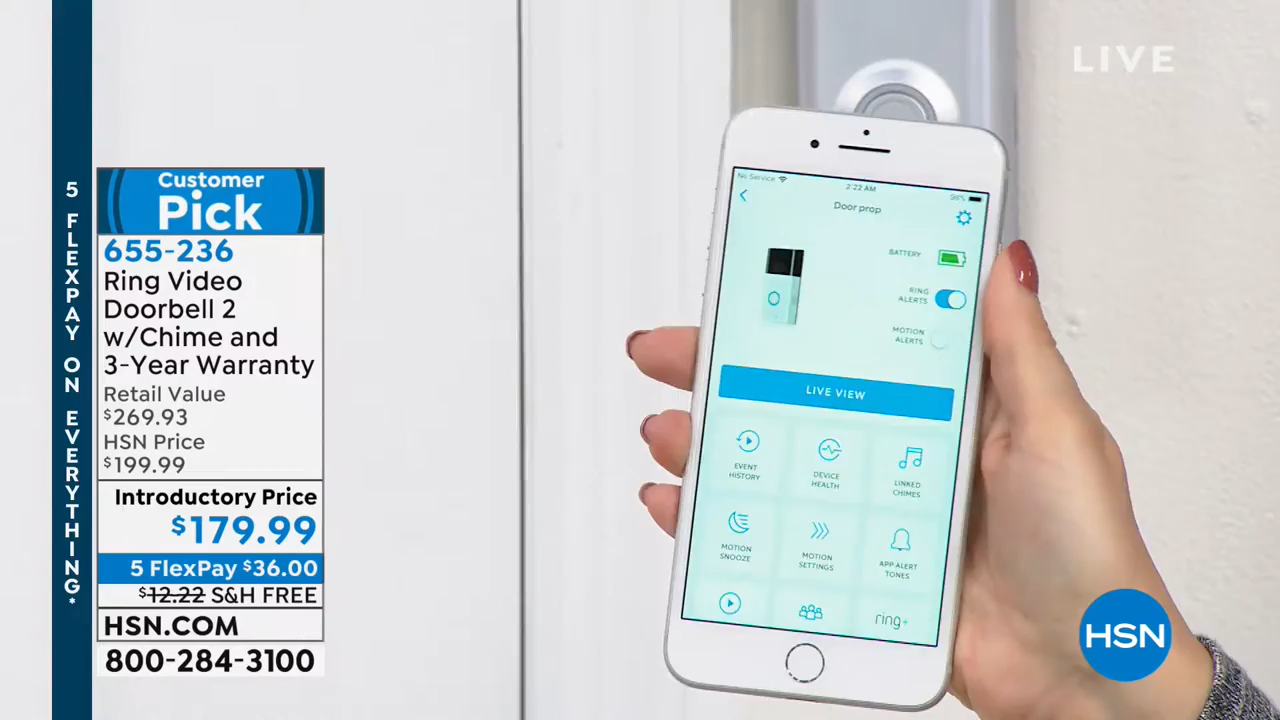 LIVE
5 FLEXPAY ON EVERYTHING*
Customer
Pick
655-236
Ring Video
Doorbell 2
w/Chime and
3-Year Warranty
Retail Value
$269.93
HSN Price
$199.99
Introductory Price
$179.99
5 FlexPay $36.00
$12.22 S&H FREE
HSN.COM
800-284-3100
No Service
2:22 AM
98%
Door prop
BATTERY
RING
ALERTS
MOTION
ALERTS
LIVE VIEW
EVENT
HISTORY
DEVICE
HEALTH
LINKED
CHIMES
MOTION
SNOOZE
MOTION
SETTINGS
APP ALERT
TONES
ring+
HSN